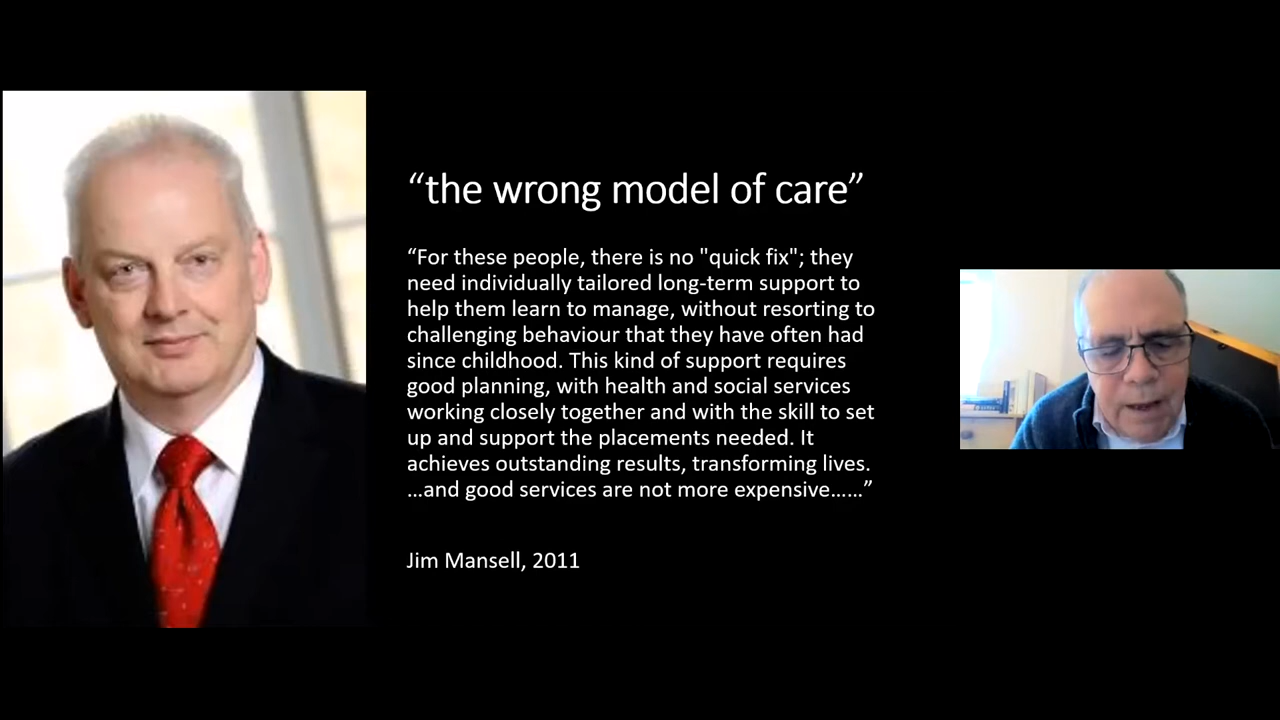 “the wrong model of care”
“For these people, there is no "quick fix"; they
need individually tailored long-term support to
help them learn to manage, without resorting to
challenging behaviour that they have often had
since childhood. This kind of support requires
good planning, with health and social services
working closely together and with the skill to set
up and support the placements needed. It
achieves outstanding results, transforming lives.
…and good services are not more expensive……”
Jim Mansell, 2011